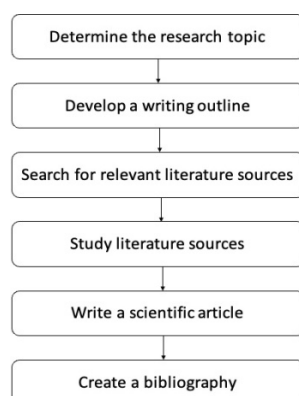 Determine the research topic
Develop a writing outline
Search for relevant literature sources
Study literature sources
Write a scientific article
Create a bibliography